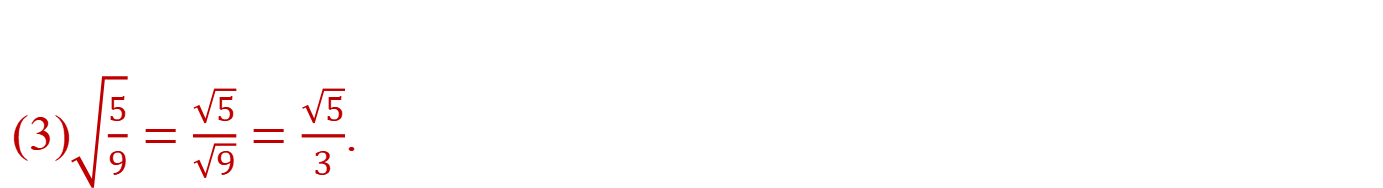 (3)√(5/9) = √5/√9 = √5/3.